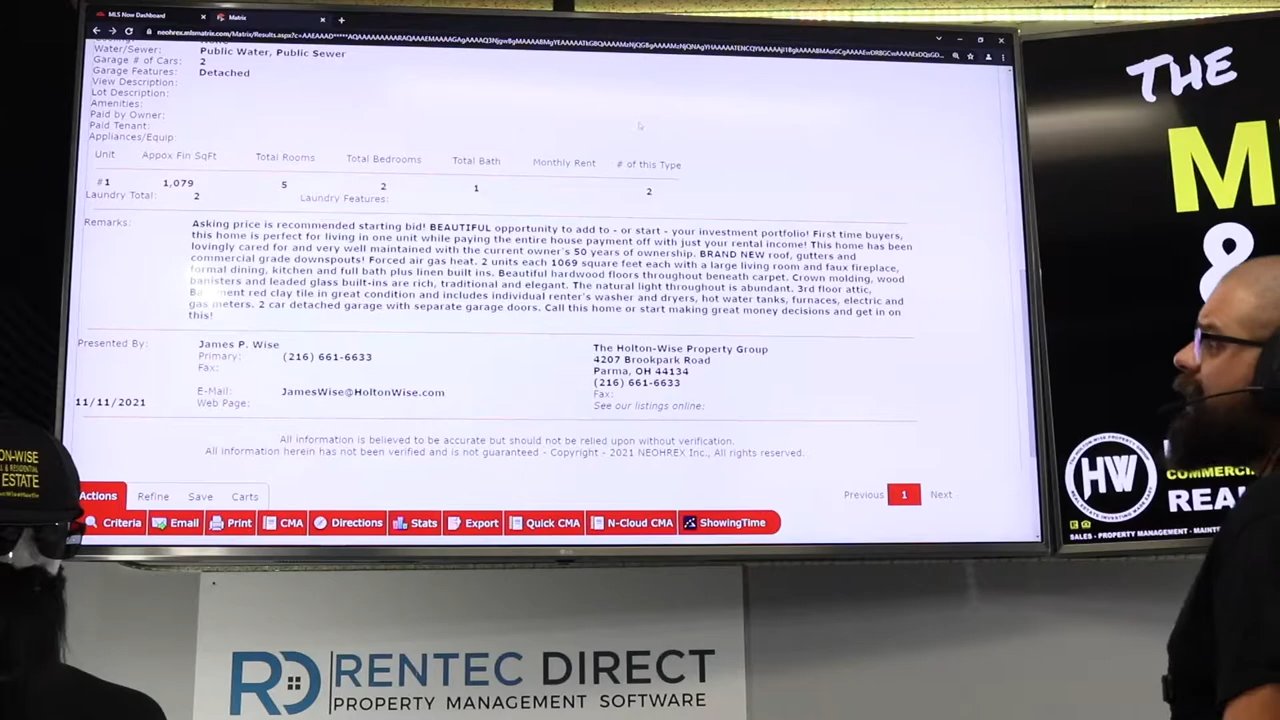 MLS Now Dashboard
Matrix
Water/Sewer: Public Water, Public Sewer
Garage # of Cars: 2
Garage Features: Detached
View Description:
Lot Description:
Amenities:
Paid by Owner:
Paid Tenant:
Appliances/Equip:
Unit Appox Fin SqFt Total Rooms Total Bedrooms Total Bath Monthly Rent # of this Type
#1 1,079 5 2 1 2
Laundry Total: 2 Laundry Features:
Remarks: Asking price is recommended starting bid! BEAUTIFUL opportunity to add to - or start - your investment portfolio! First time buyers,
this home is perfect for living in one unit while paying the entire house payment off with just your rental income! This home has been
lovingly cared for and very well maintained with the current owner's 50 years of ownership. BRAND NEW roof, gutters and
commercial grade downspouts! Forced air gas heat. 2 units each 1069 square feet each with a large living room and faux fireplace,
formal dining, kitchen and full bath plus linen built ins. Beautiful hardwood floors throughout beneath carpet. Crown molding, wood
banisters and leaded glass built-ins are rich, traditional and elegant. The natural light throughout is abundant. 3rd floor attic,
red clay tile in great condition and includes individual renter's washer and dryers, hot water tanks, furnaces, electric and
gas meters. 2 car detached garage with separate garage doors. Call this home or start making great money decisions and get in on
this!
Presented By: James P. Wise
Primary: (216) 661-6633
Fax:
E-Mail: JamesWise@HoltonWise.com
Web Page:
11/11/2021
The Holton-Wise Property Group
4207 Brookpark Road
Parma, OH 44134
(216) 661-6633
Fax:
See our listings online:
All information is believed to be accurate but should not be relied upon without verification.
All information herein has not been verified and is not guaranteed - Copyright - 2021 NEOHREX Inc., All rights reserved.
Actions Refine Save Carts
Previous 1 Next
Criteria Email Print CMA Directions Stats Export Quick CMA N-Cloud CMA ShowingTime
THE
M
&
HW
COMMERCI
REA
SALES - PROPERTY MANAGEMENT - MAINTE
ON-WISE
ESTATE
RD RENTEC DIRECT
PROPERTY MANAGEMENT SOFTWARE